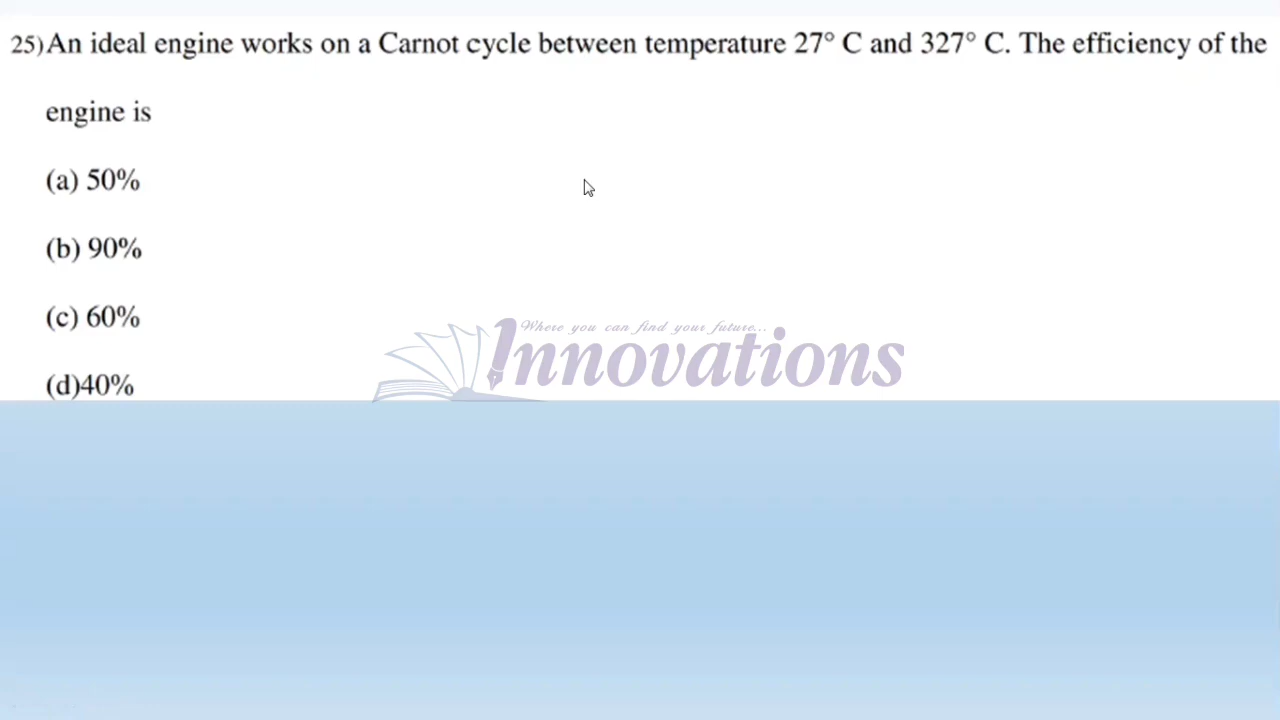 25)An ideal engine works on a Carnot cycle between temperature 27° C and 327° C. The efficiency of the
engine is
(a) 50%
(b) 90%
(c) 60%
Where you can find your future...
Innovations
(d)40%